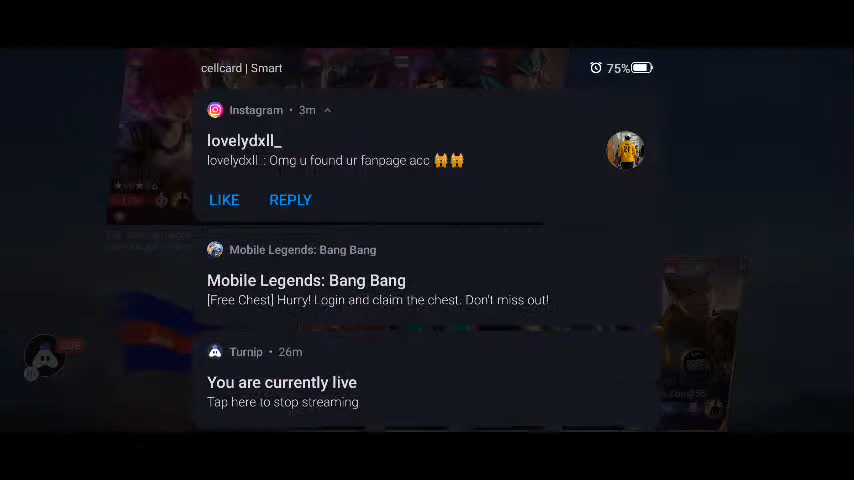 cellcard | Smart
75%
Instagram • 3m
lovelydxll_
lovelydxll_: Omg u found ur fanpage acc 🙀🙀
LIKE
REPLY
Mobile Legends: Bang Bang
Mobile Legends: Bang Bang
[Free Chest] Hurry! Login and claim the chest. Don't miss out!
LIVE
Turnip • 26m
You are currently live
Tap here to stop streaming